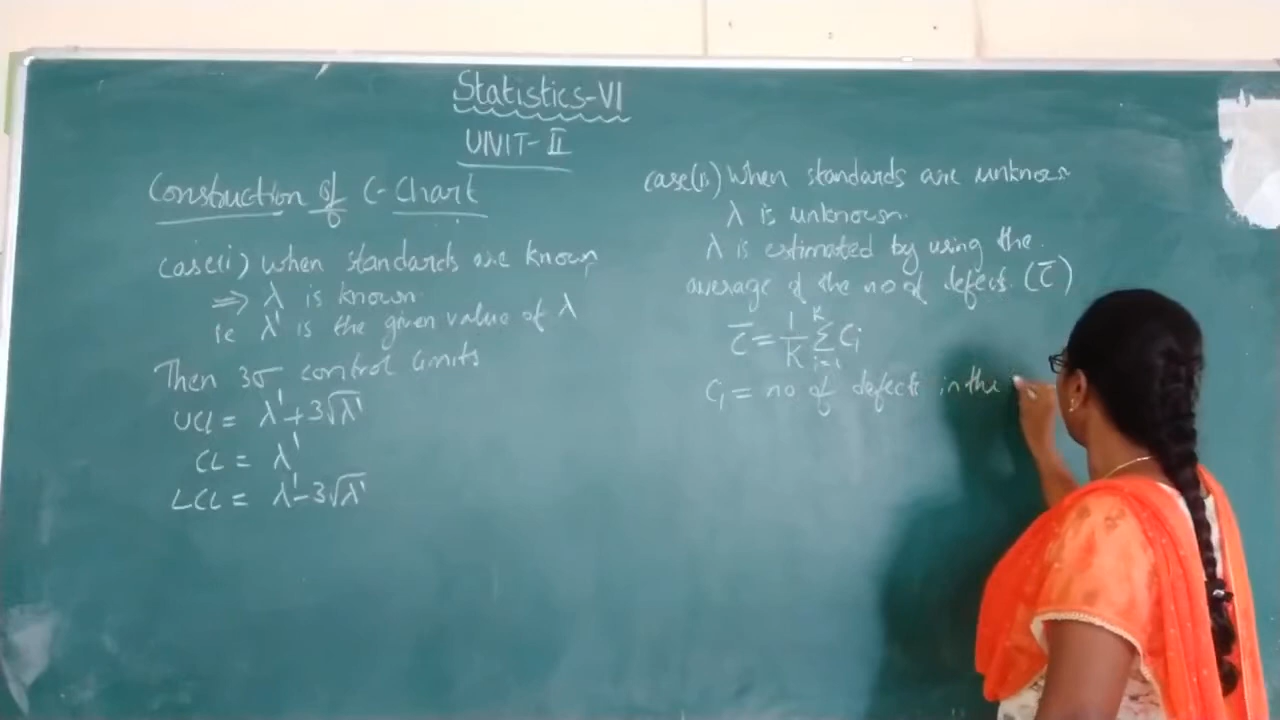 Statistics-VI
UNIT-II
Construction of C-Chart
case(i) when standards are known
⇒ λ is known
ie λ' is the given value of λ
Then 3σ control limits
UCL = λ'+3√λ'
CL = λ'
LCL = λ'-3√λ'
case(ii) when standards are unknown
λ is unknown.
λ is estimated by using the
average of the no of defects. (C̅)
C̅ = 1/K ∑_{i=1}^{K} Ci
Ci = no of defects in the i